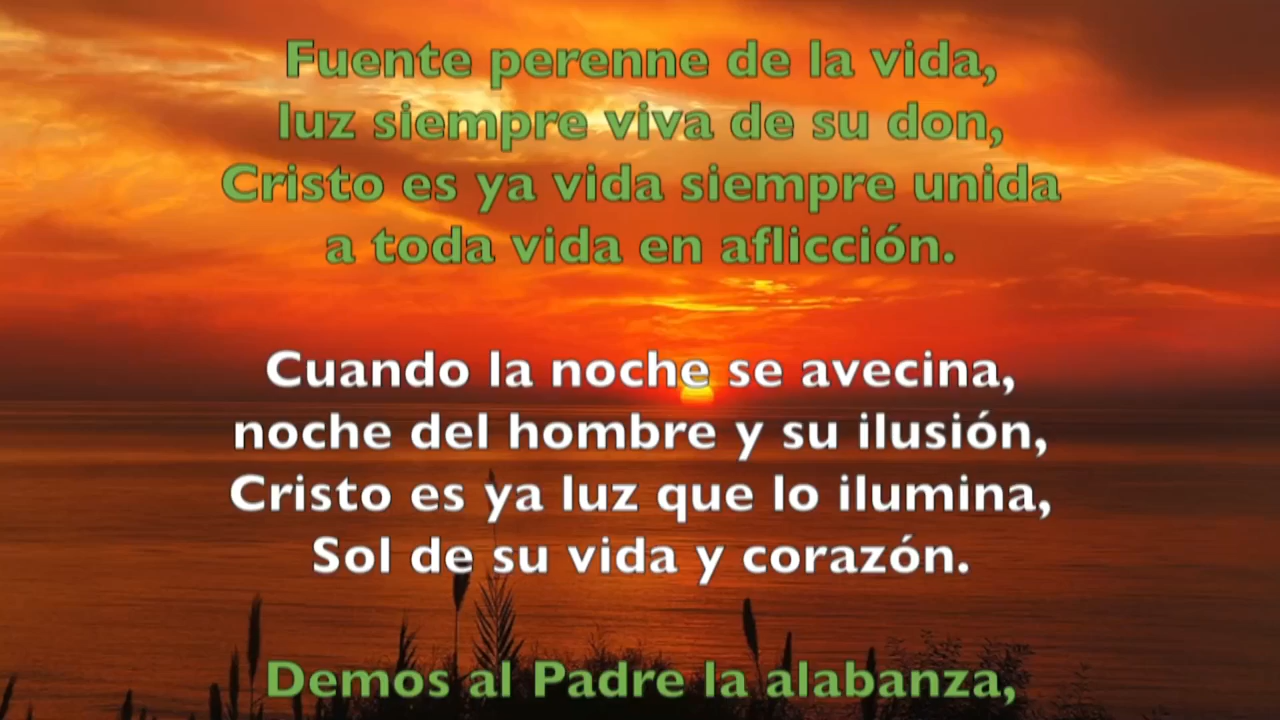 Fuente perenne de la vida,
luz siempre viva de su don,
Cristo es ya vida siempre unida
a toda vida en aflicción.
Cuando la noche se avecina,
noche del hombre y su ilusión,
Cristo es ya luz que lo ilumina,
Sol de su vida y corazón.
Demos al Padre la alabanza,